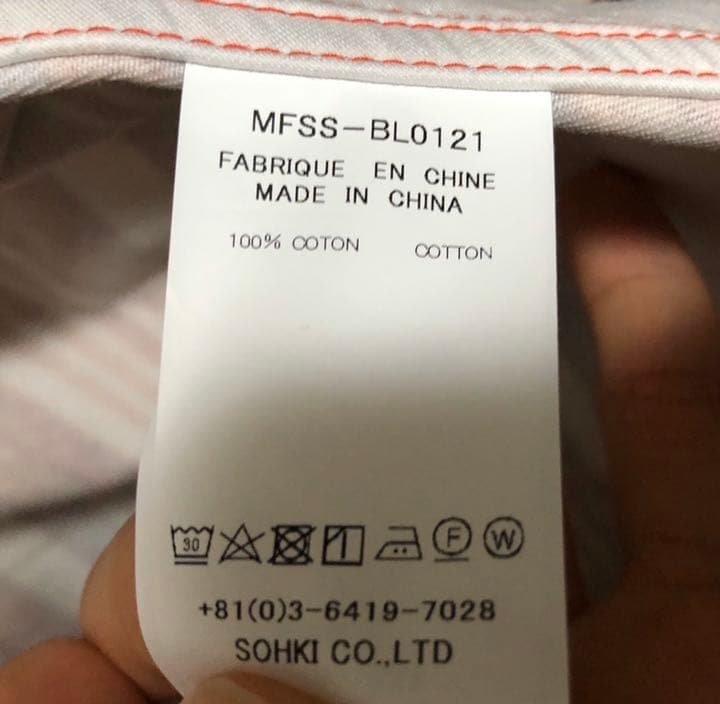 MFSS-BL0121
FABRIQUE EN CHINE
MADE IN CHINA
100% COTON COTTON
30 F W
+81(0)3-6419-7028
SOHKI CO.,LTD